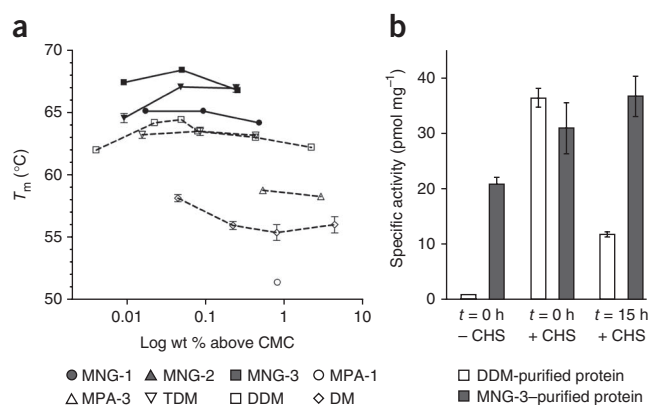 a
b
70
65
60
55
50
Tm (°C)
0.01
0.1
1
10
Log wt % above CMC
MNG-1
MNG-2
MNG-3
MPA-1
MPA-3
TDM
DDM
DM
40
30
20
10
0
Specific activity (pmol mg⁻¹)
t = 0 h t = 0 h t = 15 h
– CHS + CHS + CHS
DDM-purified protein
MNG-3–purified protein